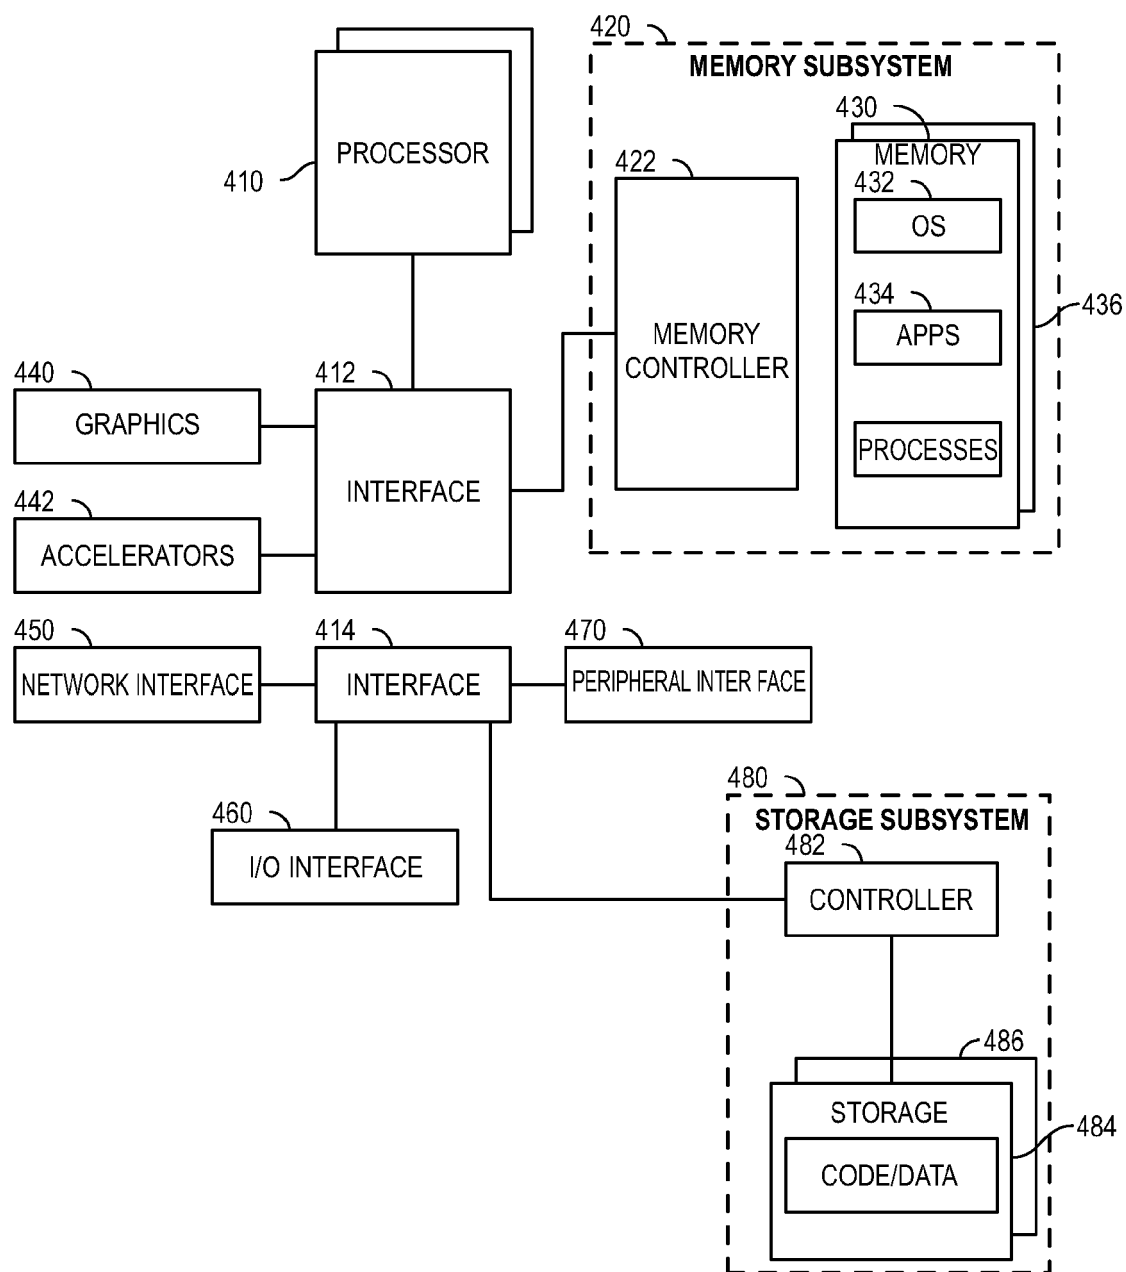 420
MEMORY SUBSYSTEM
430
MEMORY
PROCESSOR
410
422
432
OS
434
436
APPS
MEMORY
CONTROLLER
440
412
GRAPHICS
PROCESSES
INTERFACE
442
ACCELERATORS
450
414
470
NETWORK INTERFACE
INTERFACE
PERIPHERAL INTER FACE
480
460
STORAGE SUBSYSTEM
482
I/O INTERFACE
CONTROLLER
486
STORAGE
484
CODE/DATA